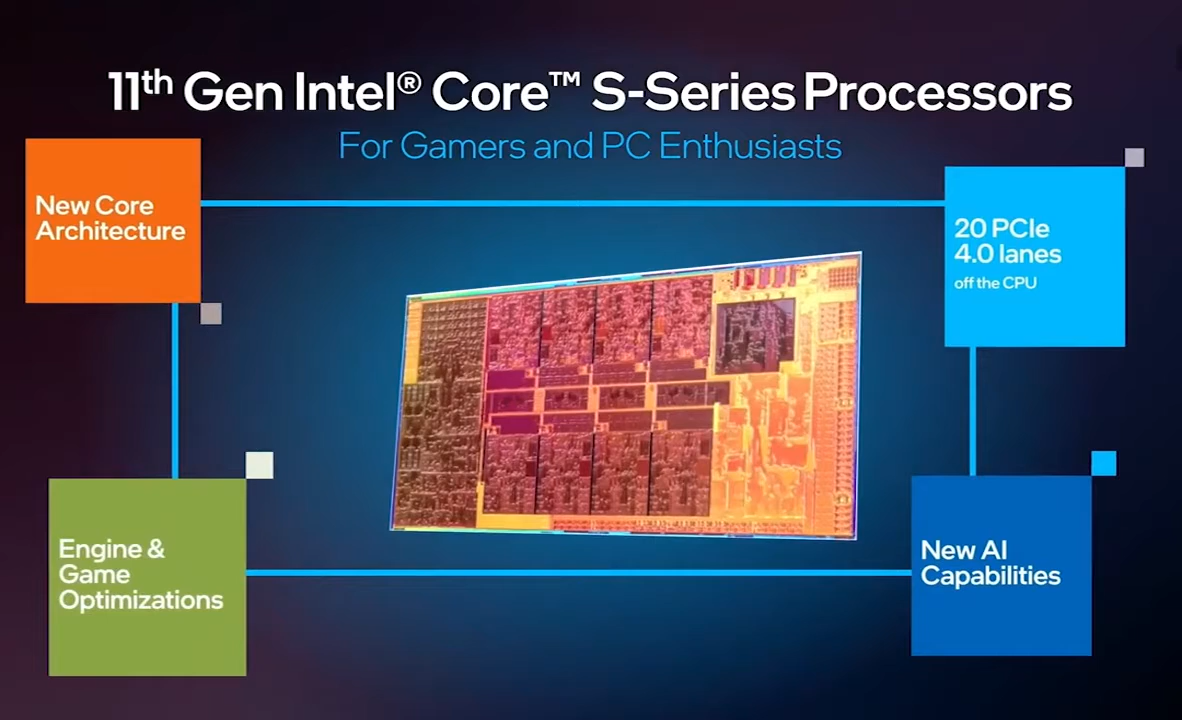 11th Gen Intel® Core™ S-Series Processors
For Gamers and PC Enthusiasts
New Core
Architecture
20 PCIe
4.0 lanes
off the CPU
Engine &
Game
Optimizations
New AI
Capabilities